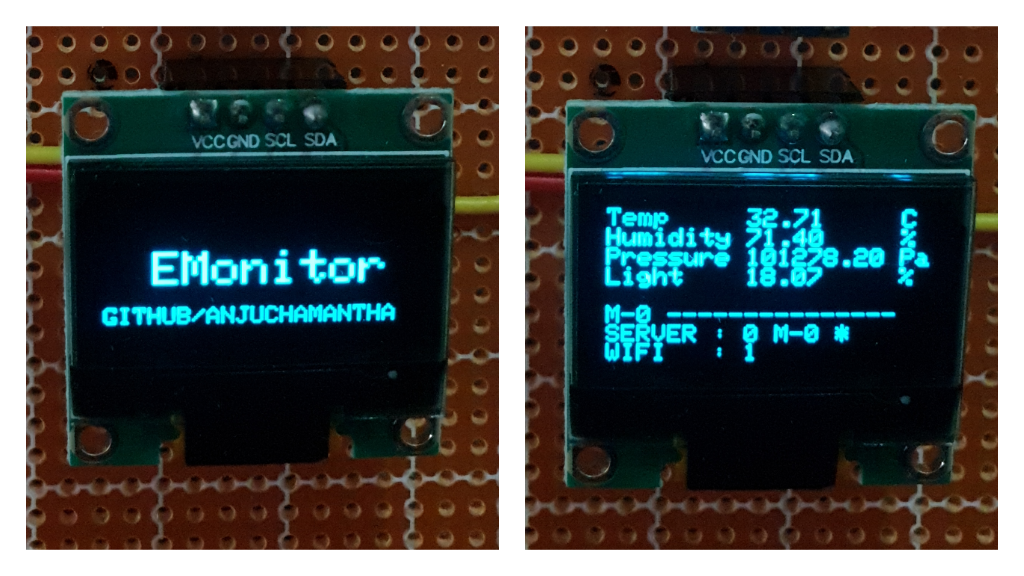 VCC GND SCL SDA
EMonitor
GITHUB/ANJUCHAMANTHA
VCC GND SCL SDA
Temp 32.71 C
Humidity 71.40 %
Pressure 101278.20 Pa
Light 18.07 %
M-0 ---------------
SERVER : 0 M-0 *
WIFI : 1